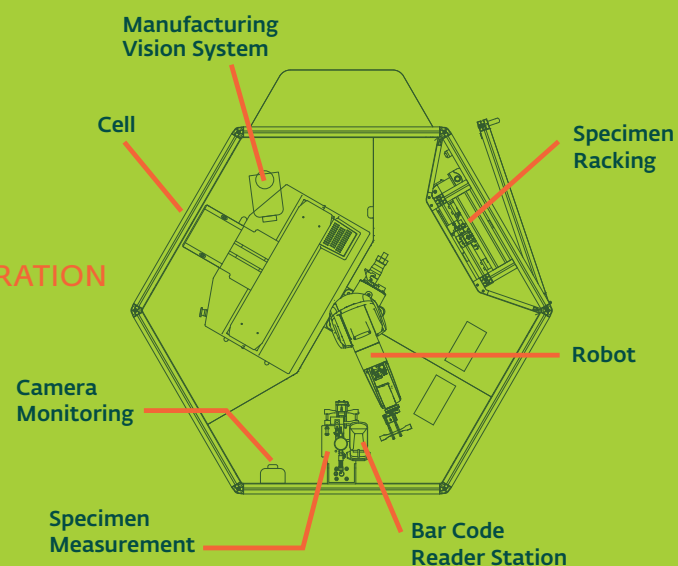 Manufacturing
Vision System
Cell
Specimen
Racking
RATION
Robot
Camera
Monitoring
Specimen
Measurement
Bar Code
Reader Station